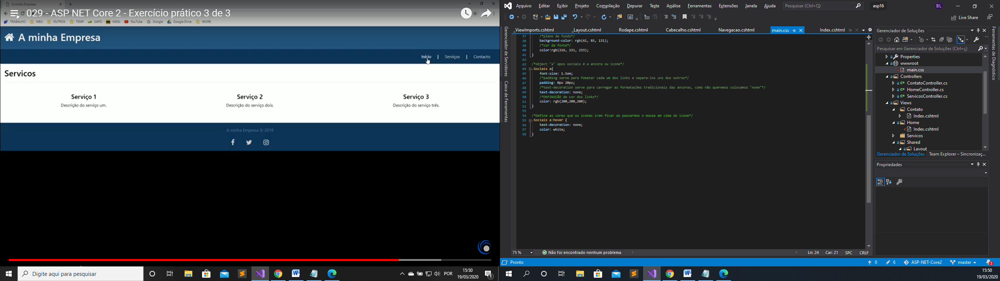 A minha Empresa
029 - ASP NET Core 2 - Exercício prático 3 de 3
TRABALHO MEU OUTROS TEMP SAPO IMDb YouTube Google Google Drive WORK
A minha Empresa
Início | Serviços | Contacto
Servicos
Serviço 1 Serviço 2 Serviço 3
Descrição do serviço um. Descrição do serviço dois. Descrição do serviço três.
A minha Empresa © 2019
Digite aqui para pesquisar
POR
15:50
19/03/2020
1
Arquivo Editar Exibir Projeto Compilação Depurar Teste Análise Ferramentas Extensões Janela Ajuda Pesquisar (Ctrl+Q) asp16 BL
Live Share
Gerenciador de Servidores
Caixa de Ferramentas
_ViewImports.cshtml _Layout.cshtml Rodape.cshtml Cabecalho.cshtml Navegacao.cshtml main.css Index.cshtml
37 /*plano de fundo*/
38 background-color: rgb(41, 85, 131);
39 /*cor da fonte*/
40 color:rgb(216, 231, 233);
41 }
42
43 /*object "a" apos sociais é a ancora ou icone*/
44 .Sociais a{
45 font-size: 1.5em;
46 /*padding serve para fomatar cada um dos links e separa-los uns dos outros*/
47 padding: 0px 20px;
48 /*text-decoration serve para carregar as formatações tradicionais das ancoras, como não queremos colocamos "none"*/
49 text-decoration: none;
50 /*DEFINIÇÃO de cor dos links*/
51 color: rgb(200,200,200);
52 }
53
54 /*Define as cores que os icones iram ficar ao passarmos o mouse em cima do icone*/
55 .Sociais a:hover {
56 text-decoration: none;
57 color: white;
58 }
75 % Não foi encontrado nenhum problema Ln: 24 Car: 21 SPC CRLF
Gerenciador de Soluções
Pesquisar em Gerenciador de Soluções (Ctrl+ç)
Properties
wwwroot
main.css
Controllers
C# ContatoController.cs
C# HomeController.cs
C# ServicosController.cs
Views
Contato
Index.cshtml
Home
Index.cshtml
Servicos
Shared
Layout
Gerenciador de Soluções Team Explorer – Sincronizaç...
Propriedades
Ferramentas de Diagnóstico
Pronto 0 6 ASP-NET-Core2 master 3
15:50
19/03/2020